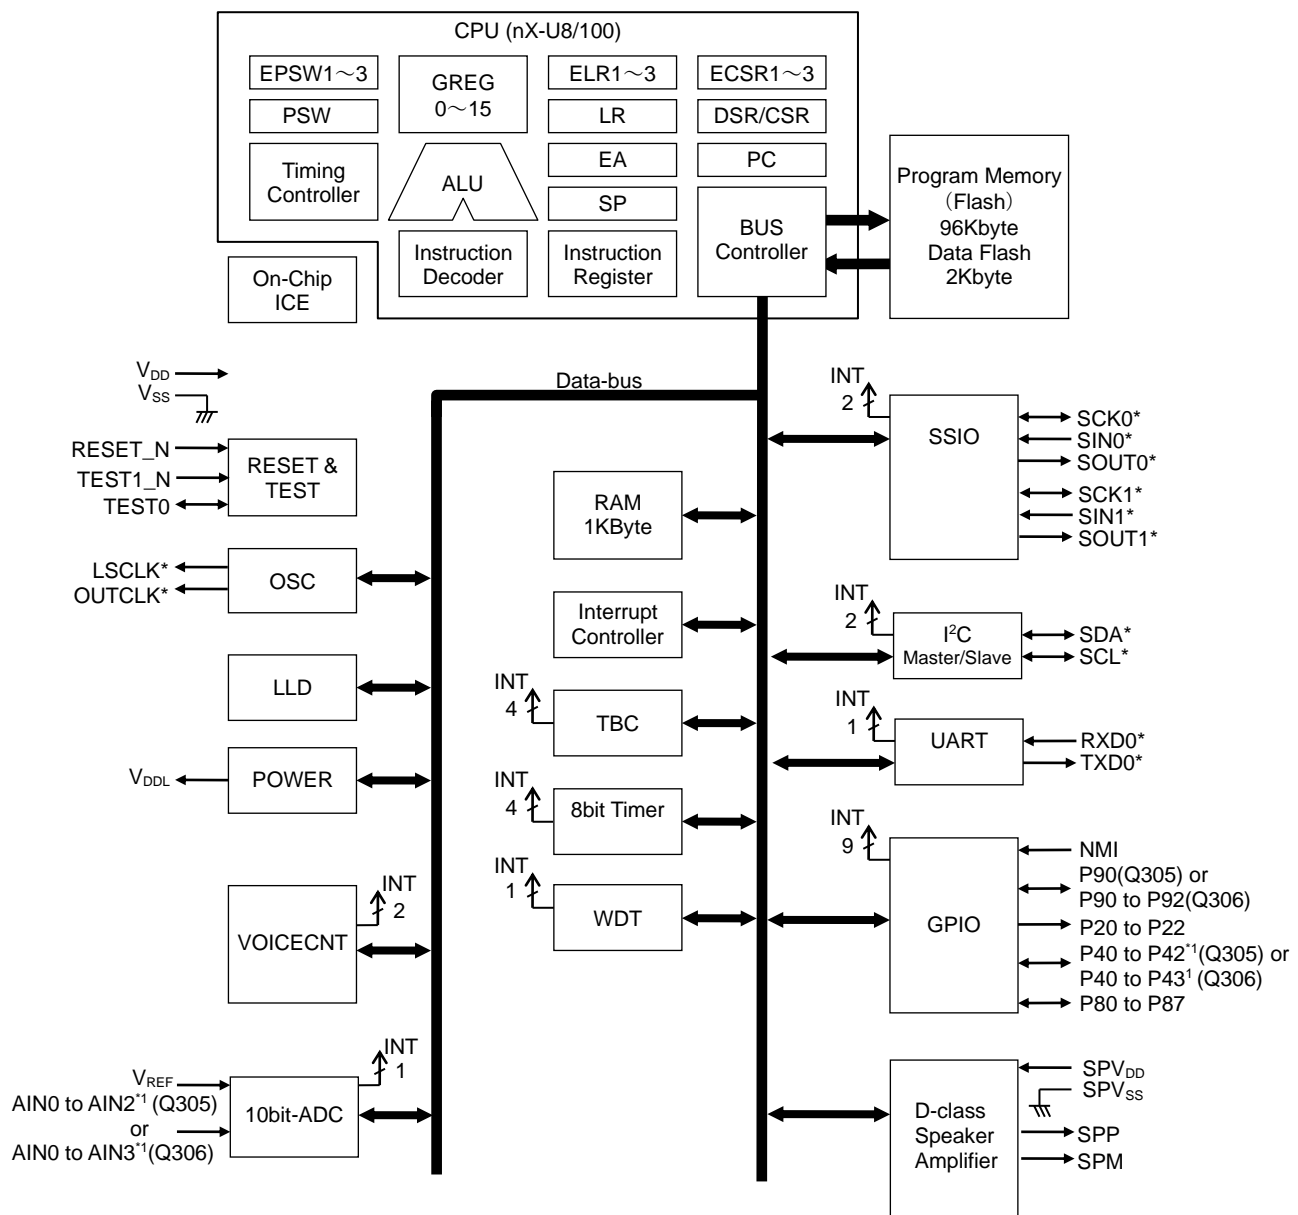 CPU (nX-U8/100)
EPSW1～3
GREG
0～15
ELR1～3
ECSR1～3
PSW
LR
DSR/CSR
Timing
Controller
ALU
EA
PC
SP
BUS
Controller
Instruction
Decoder
Instruction
Register
On-Chip
ICE
Program Memory
（Flash）
96Kbyte
Data Flash
2Kbyte
VDD
VSS
Data-bus
RESET_N
TEST1_N
TEST0
RESET &
TEST
LSCLK*
OUTCLK*
OSC
LLD
VDDL
POWER
VOICECNT
INT
2
VREF
AIN0 to AIN2*1 (Q305)
or
AIN0 to AIN3*1(Q306)
10bit-ADC
INT
1
RAM
1KByte
Interrupt
Controller
INT
4
TBC
INT
4
8bit Timer
INT
1
WDT
INT
2
SSIO
SCK0*
SIN0*
SOUT0*
SCK1*
SIN1*
SOUT1*
INT
2
I2C
Master/Slave
SDA*
SCL*
INT
1
UART
RXD0*
TXD0*
INT
9
GPIO
NMI
P90(Q305) or
P90 to P92(Q306)
P20 to P22
P40 to P42*1(Q305) or
P40 to P431 (Q306)
P80 to P87
D-class
Speaker
Amplifier
SPVDD
SPVSS
SPP
SPM